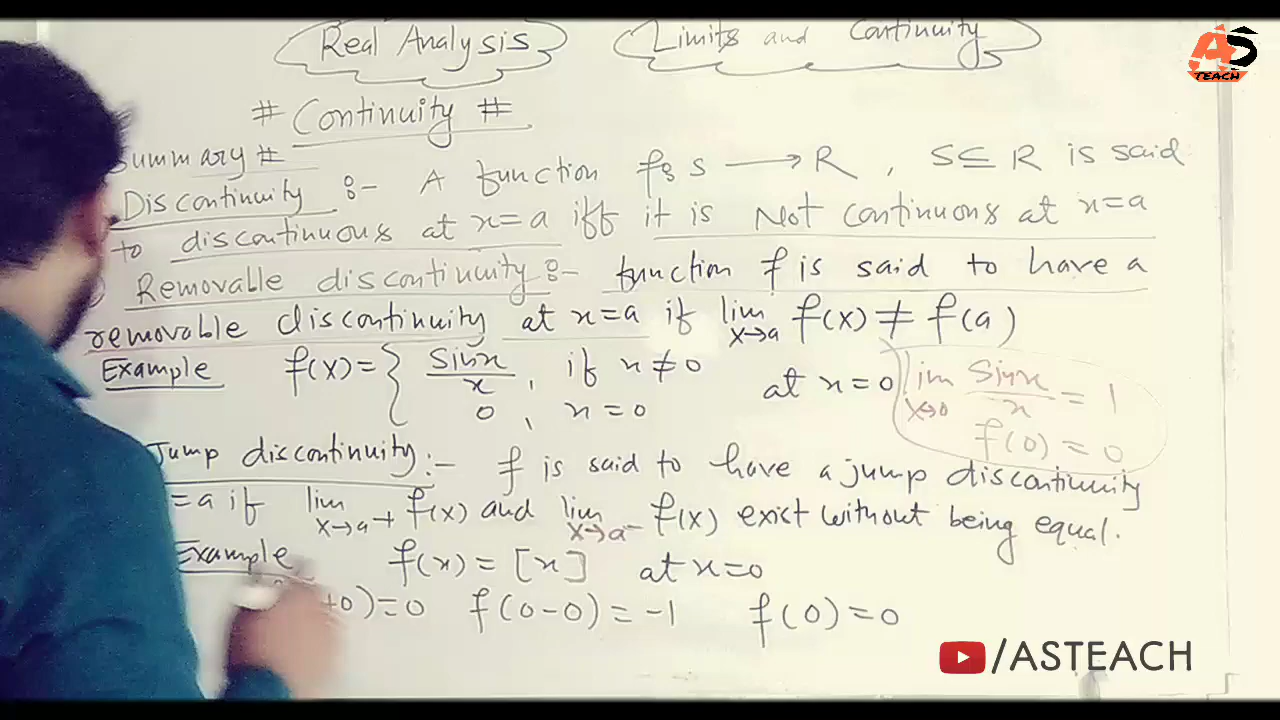 Real Analysis Limits and Continuity
AS
TEACH
# Continuity #
Summary #
Discontinuity :- A function f: S → R , S ⊆ R is said
to discontinuous at x=a iff it is Not continuous at x=a
Removable discontinuity :- function f is said to have a
removable discontinuity at x=a if lim x→a f(x) ≠ f(a)
Example f(x) = { Sinx/x , if x ≠ 0
0 , x = 0
at x=0
lim x→0 Sinx/x = 1
f(0) = 0
Jump discontinuity :- f is said to have a jump discontinuity
=a if lim x→a+ f(x) and lim x→a- f(x) exist without being equal.
Example f(x) = [x] at x=0
+0)=0 f(0-0) = -1 f(0)=0
/ASTEACH